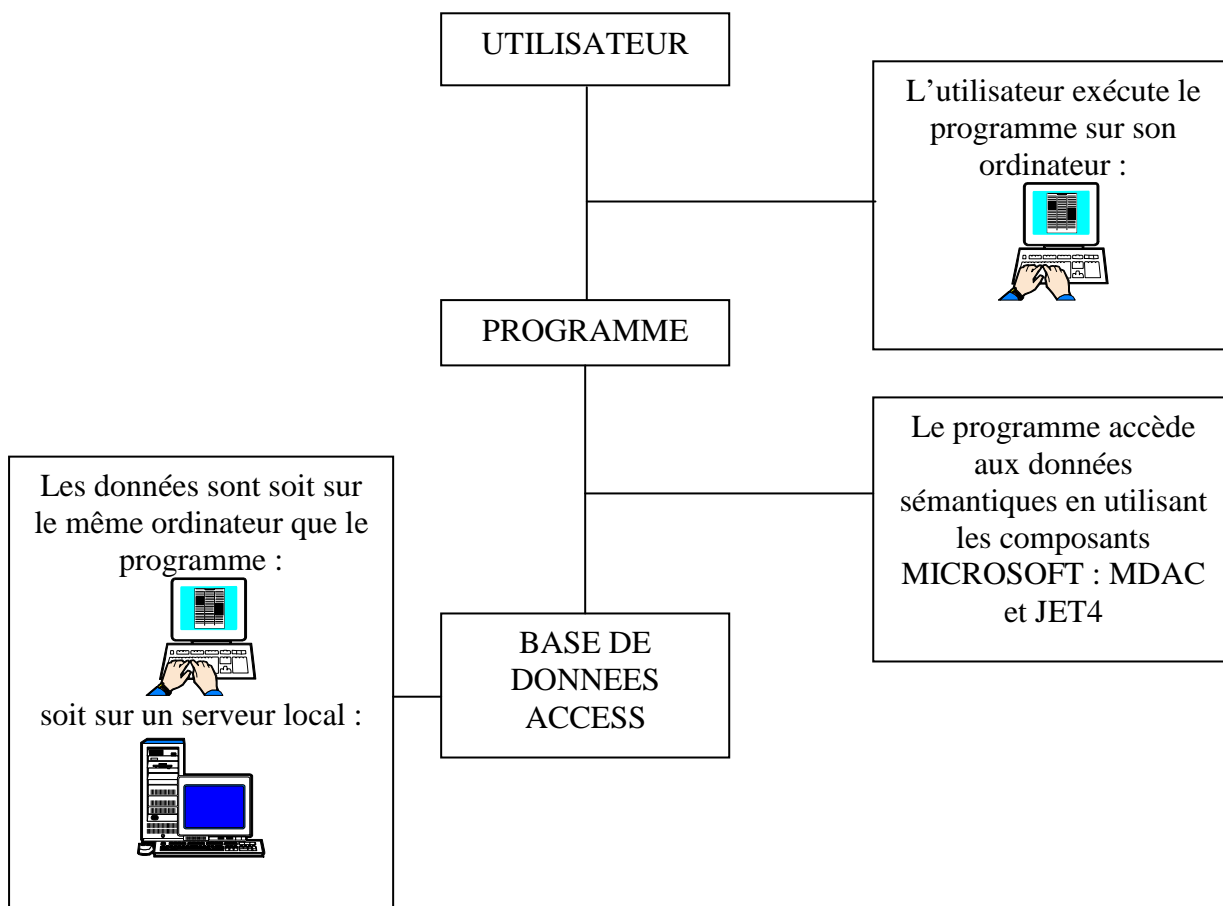 UTILISATEUR
L’utilisateur exécute le
programme sur son
ordinateur :
PROGRAMME
Le programme accède
aux données
sémantiques en utilisant
les composants
MICROSOFT : MDAC
et JET4
Les données sont soit sur
le même ordinateur que le
programme :
soit sur un serveur local :
BASE DE
DONNEES
ACCESS